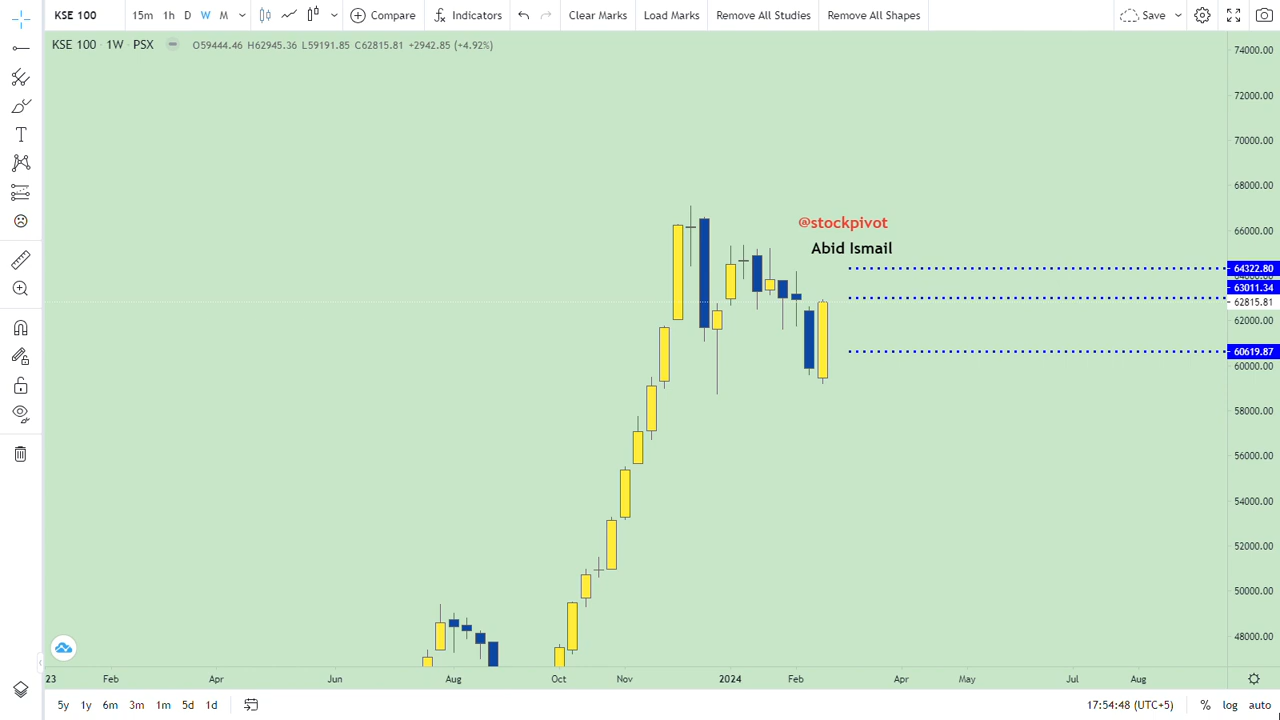 KSE 100 15m 1h D W M Compare Indicators Clear Marks Load Marks Remove All Studies Remove All Shapes Save
KSE 100 1W PSX O59444.46 H62945.36 L59191.85 C62815.81 +2942.85 (+4.92%)
74000.00
72000.00
70000.00
68000.00
@stockpivot
66000.00
Abid Ismail
64322.80
63011.34
62815.81
62000.00
60619.87
60000.00
58000.00
56000.00
54000.00
52000.00
50000.00
48000.00
23 Feb Apr Jun Aug Oct Nov 2024 Feb Apr May Jul Aug
5y 1y 6m 3m 1m 5d 1d 17:54:48 (UTC+5) % log auto